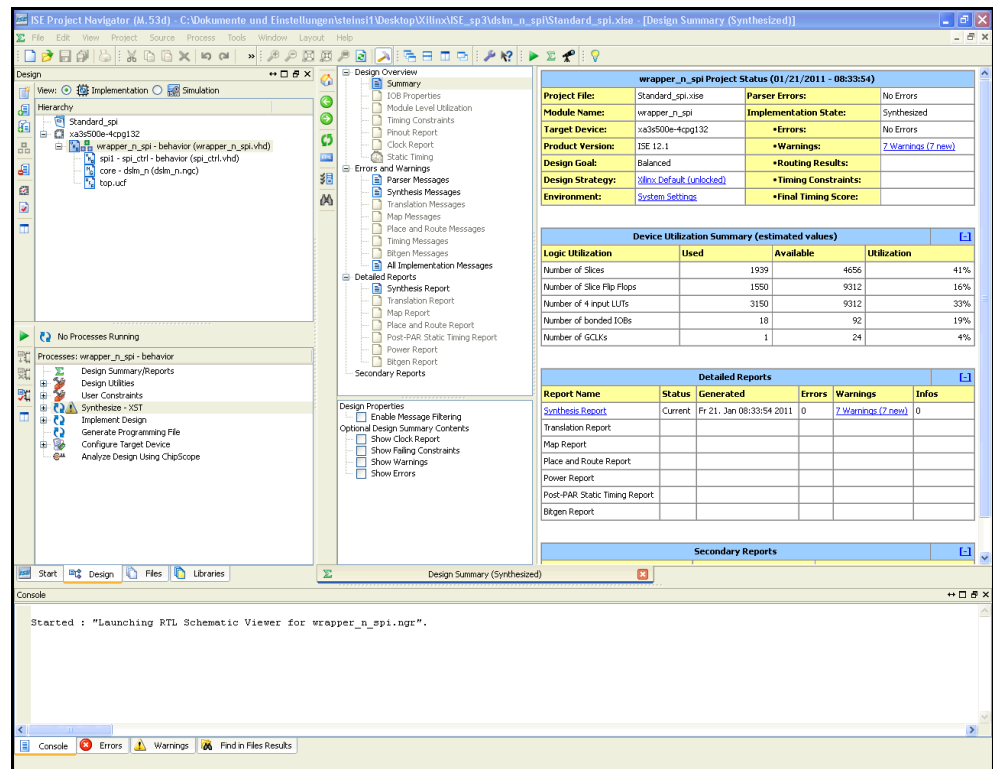 ISE Project Navigator (M.53d) - C:\Dokumente und Einstellungen\steinsi1\Desktop\Xilinx\ISE_sp3\dslm_n_spi\Standard_spi.xise - [Design Summary (Synthesized)]
File Edit View Project Source Process Tools Window Layout Help
Design
View: Implementation Simulation
Hierarchy
Standard_spi
xa3s500e-4cpg132
wrapper_n_spi - behavior (wrapper_n_spi.vhd)
spi1 - spi_ctrl - behavior (spi_ctrl.vhd)
core - dslm_n (dslm_n.ngc)
top.ucf
No Processes Running
Processes: wrapper_n_spi - behavior
Design Summary/Reports
Design Utilities
User Constraints
Synthesize - XST
Implement Design
Generate Programming File
Configure Target Device
Analyze Design Using ChipScope
Start Design Files Libraries
Design Overview
Summary
IOB Properties
Module Level Utilization
Timing Constraints
Pinout Report
Clock Report
Static Timing
Errors and Warnings
Parser Messages
Synthesis Messages
Translation Messages
Map Messages
Place and Route Messages
Timing Messages
Bitgen Messages
All Implementation Messages
Detailed Reports
Synthesis Report
Translation Report
Map Report
Place and Route Report
Post-PAR Static Timing Report
Power Report
Bitgen Report
Secondary Reports
Design Properties
Enable Message Filtering
Optional Design Summary Contents
Show Clock Report
Show Failing Constraints
Show Warnings
Show Errors
wrapper_n_spi Project Status (01/21/2011 - 08:33:54)
Project File: Standard_spi.xise Parser Errors: No Errors
Module Name: wrapper_n_spi Implementation State: Synthesized
Target Device: xa3s500e-4cpg132 •Errors: No Errors
Product Version: ISE 12.1 •Warnings: 7 Warnings (7 new)
Design Goal: Balanced •Routing Results:
Design Strategy: Xilinx Default (unlocked) •Timing Constraints:
Environment: System Settings •Final Timing Score:
Device Utilization Summary (estimated values) [-]
Logic Utilization Used Available Utilization
Number of Slices 1939 4656 41%
Number of Slice Flip Flops 1550 9312 16%
Number of 4 input LUTs 3150 9312 33%
Number of bonded IOBs 18 92 19%
Number of GCLKs 1 24 4%
Detailed Reports [-]
Report Name Status Generated Errors Warnings Infos
Synthesis Report Current Fr 21. Jan 08:33:54 2011 0 7 Warnings (7 new) 0
Translation Report
Map Report
Place and Route Report
Power Report
Post-PAR Static Timing Report
Bitgen Report
Secondary Reports [-]
Design Summary (Synthesized)
Console
Started : "Launching RTL Schematic Viewer for wrapper_n_spi.ngr".
Console Errors Warnings Find in Files Results